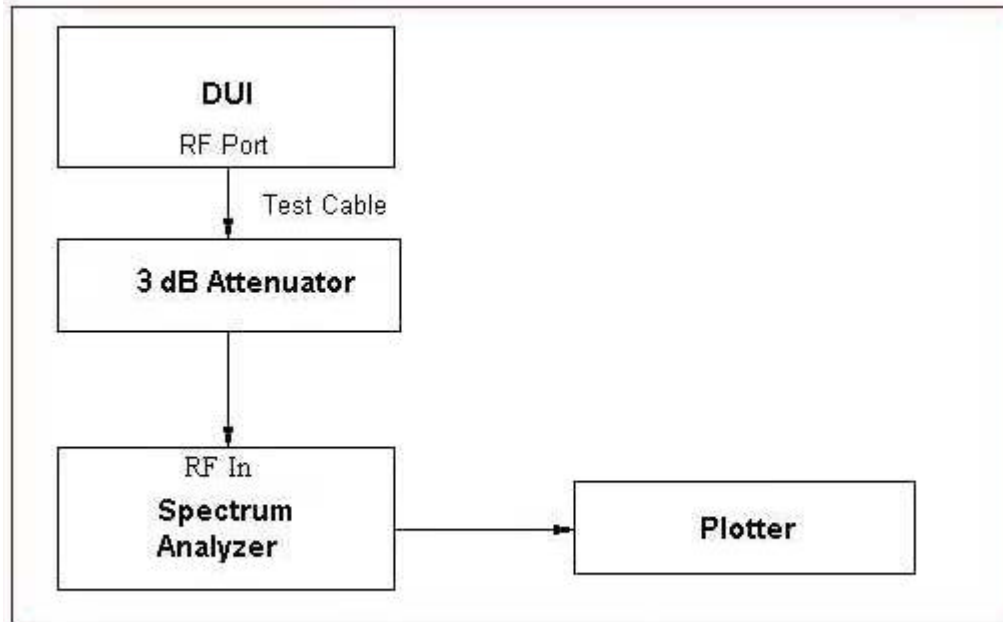 DUI
RF Port
Test Cable
3 dB Attenuator
RF In
Spectrum
Analyzer
Plotter